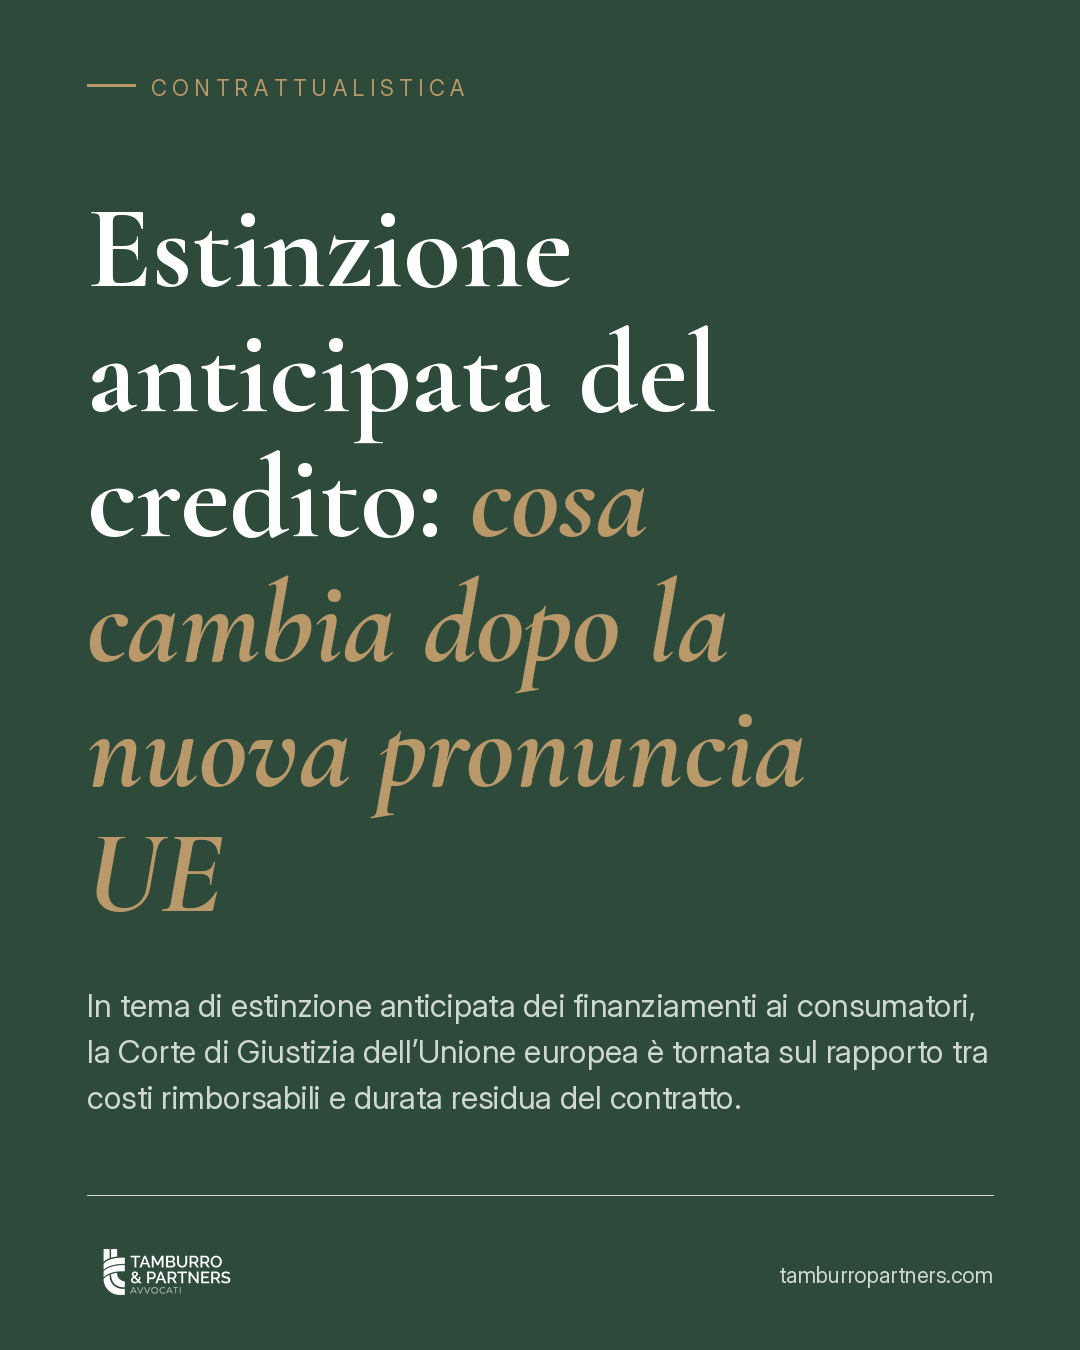 CONTRATTUALISTICA
Estinzione
anticipata del
credito: cosa
cambia dopo la
nuova pronuncia
UE
In tema di estinzione anticipata dei finanziamenti ai consumatori,
la Corte di Giustizia dell’Unione europea è tornata sul rapporto tra
costi rimborsabili e durata residua del contratto.
TAMBURRO
& PARTNERS
AVVOCATI
tamburropartners.com